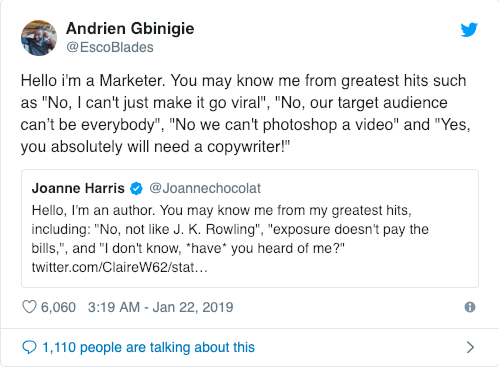 Andrien Gbinigie
@EscoBlades
Hello i'm a Marketer. You may know me from greatest hits such
as "No, I can't just make it go viral", "No, our target audience
can't be everybody", "No we can't photoshop a video" and "Yes,
you absolutely will need a copywriter!"
Joanne Harris @Joannechocolat
Hello, I'm an author. You may know me from my greatest hits,
including: "No, not like J. K. Rowling", "exposure doesn't pay the
bills,", and "I don't know, *have* you heard of me?"
twitter.com/ClaireW62/stat…
6,060 3:19 AM - Jan 22, 2019
1,110 people are talking about this